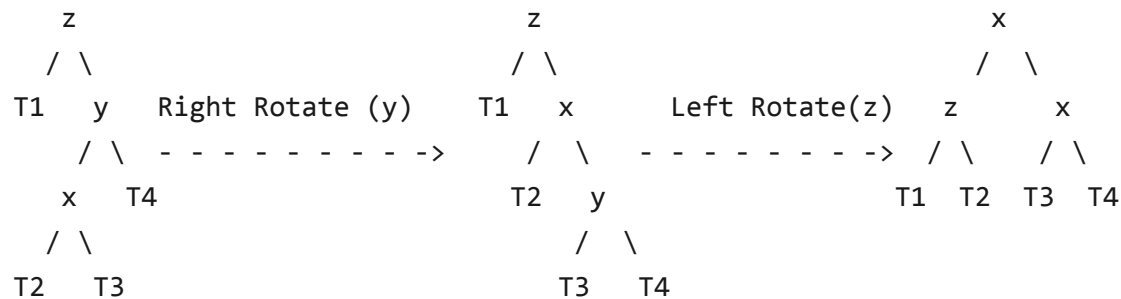 z z x
/ \ / \ / \
T1 y Right Rotate (y) T1 x Left Rotate(z) z x
/ \ - - - - - - - - -> / \ - - - - - - - -> / \ / \
x T4 T2 y T1 T2 T3 T4
/ \ / \
T2 T3 T3 T4